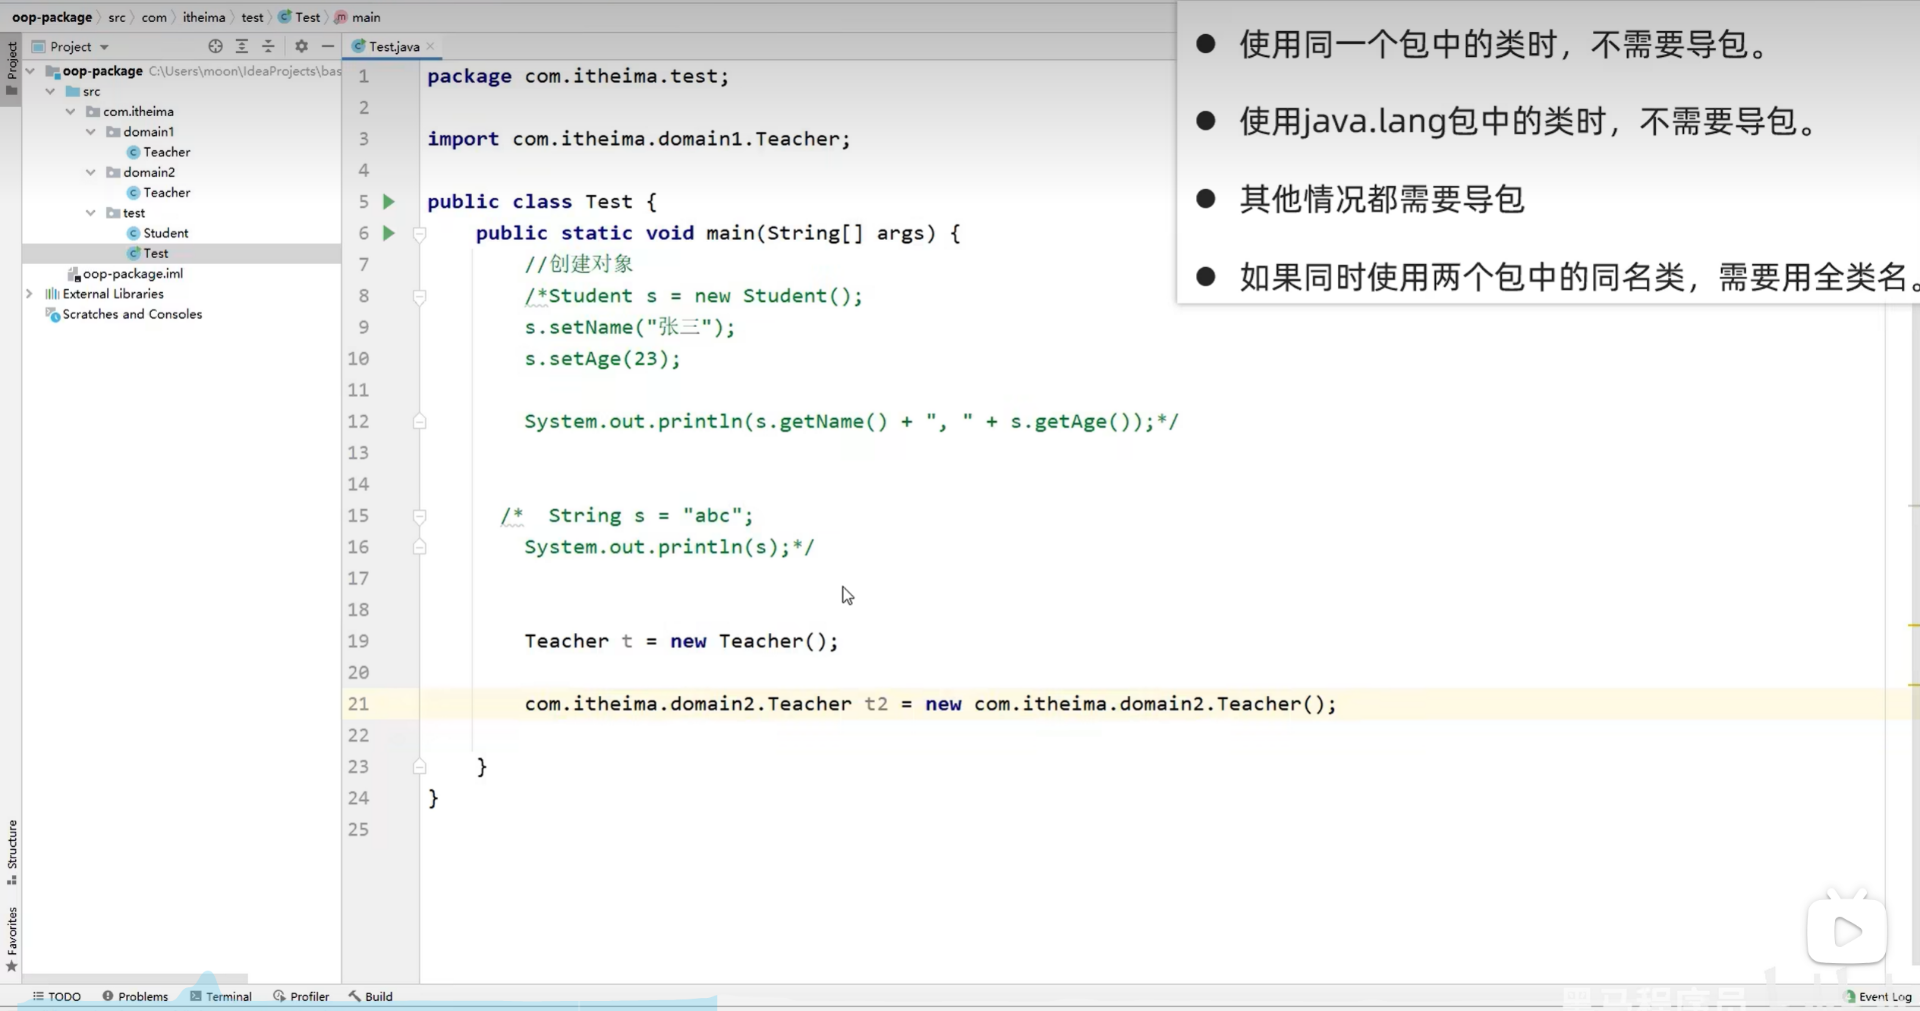 oop-package src com itheima test Test main
Project
Test.java
oop-package C:\Users\moon\IdeaProjects\bas
src
com.itheima
domain1
Teacher
domain2
Teacher
test
Student
Test
oop-package.iml
External Libraries
Scratches and Consoles
Project
Structure
Favorites
1 package com.itheima.test;
2
3 import com.itheima.domain1.Teacher;
4
5 public class Test {
6 public static void main(String[] args) {
7 //创建对象
8 /*Student s = new Student();
9 s.setName("张三");
10 s.setAge(23);
11
12 System.out.println(s.getName() + ", " + s.getAge());*/
13
14
15 /* String s = "abc";
16 System.out.println(s);*/
17
18
19 Teacher t = new Teacher();
20
21 com.itheima.domain2.Teacher t2 = new com.itheima.domain2.Teacher();
22
23 }
24 }
25
● 使用同一个包中的类时，不需要导包。
● 使用java.lang包中的类时，不需要导包。
● 其他情况都需要导包
● 如果同时使用两个包中的同名类，需要用全类名。
TODO Problems Terminal Profiler Build
Event Log
黑马程序员